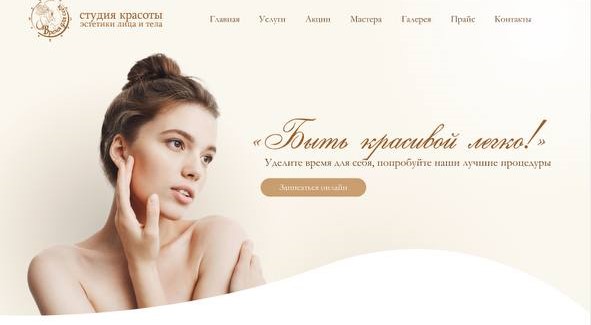 студия красоты
эстетики лица и тела
Главная Услуги Акции Мастера Галерея Прайс Контакты
« Быть красивой легко! »
Уделите время для себя, попробуйте наши лучшие процедуры
Записаться онлайн